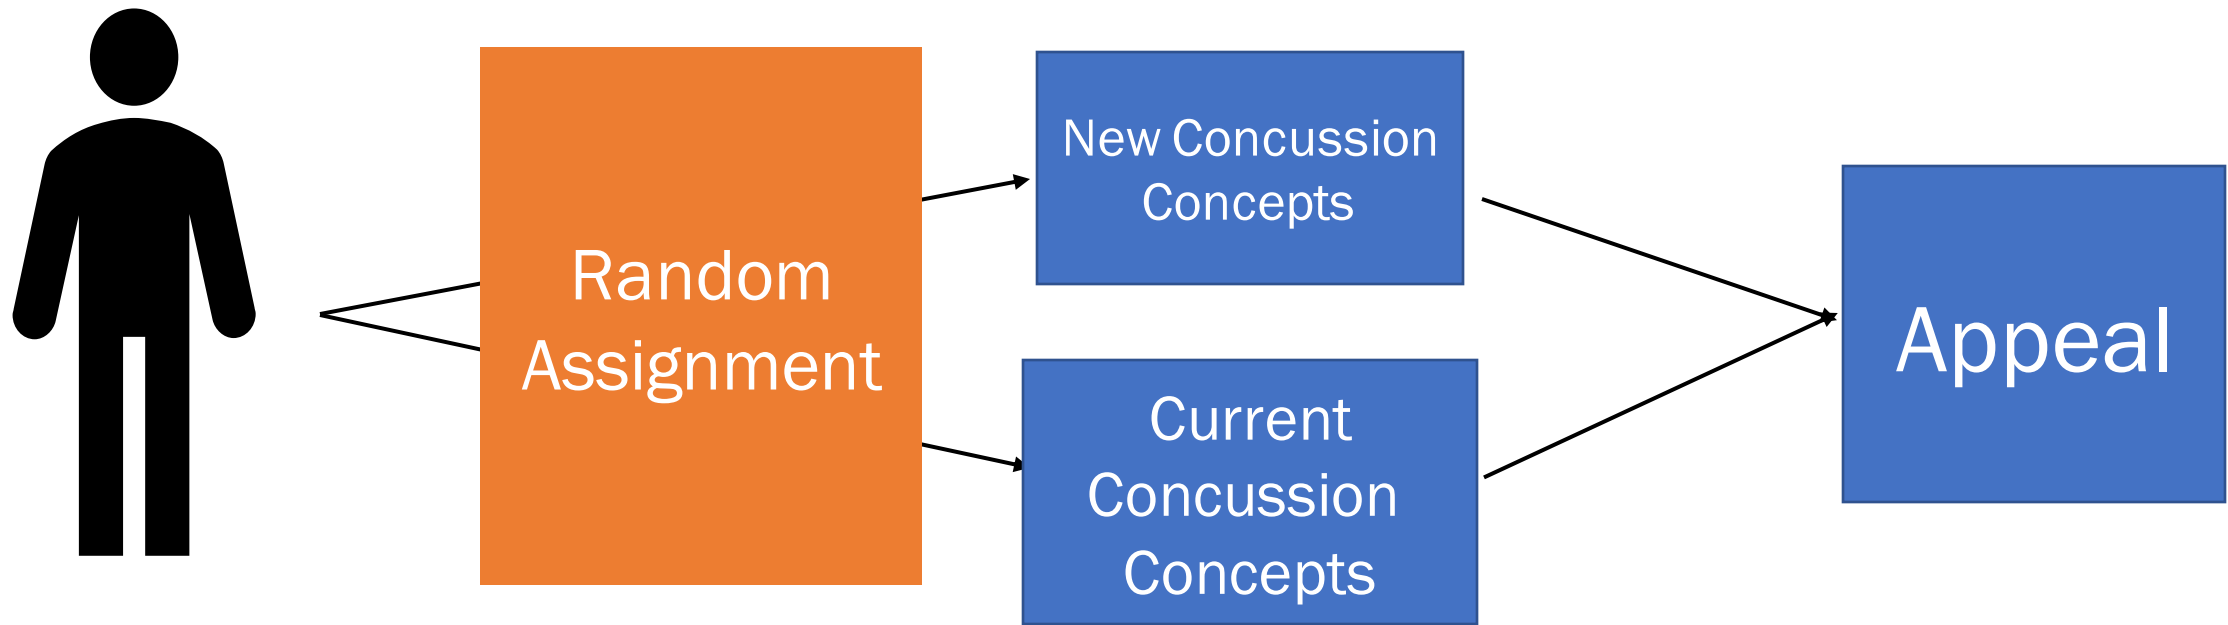 Random
Assignment
New Concussion
Concepts
Current
Concussion
Concepts
Appeal